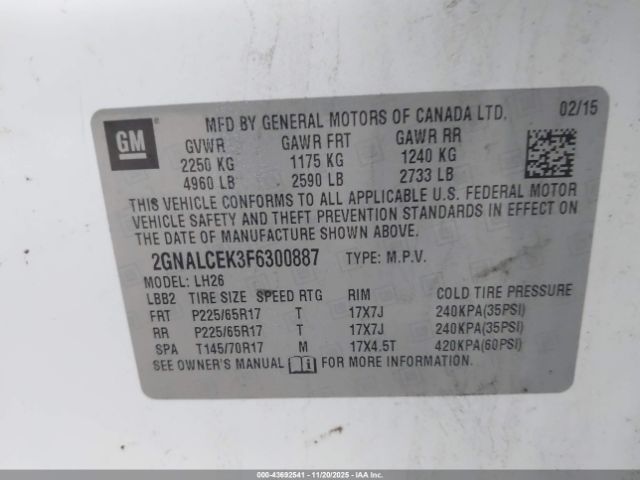 GM
MFD BY GENERAL MOTORS OF CANADA LTD. 02/15
GVWR GAWR FRT GAWR RR
2250 KG 1175 KG 1240 KG
4960 LB 2590 LB 2733 LB
THIS VEHICLE CONFORMS TO ALL APPLICABLE U.S. FEDERAL MOTOR
VEHICLE SAFETY AND THEFT PREVENTION STANDARDS IN EFFECT ON
THE DATE OF MANUFACTURE SHOWN ABOVE.
2GNALCEK3F6300887 TYPE: M.P.V.
MODEL: LH26
LBB2 TIRE SIZE SPEED RTG RIM COLD TIRE PRESSURE
FRT P225/65R17 T 17X7J 240KPA(35PSI)
RR P225/65R17 T 17X7J 240KPA(35PSI)
SPA T145/70R17 M 17X4.5T 420KPA(60PSI)
SEE OWNER'S MANUAL FOR MORE INFORMATION.
000-43692541 - 11/20/2025 - IAAI.COM